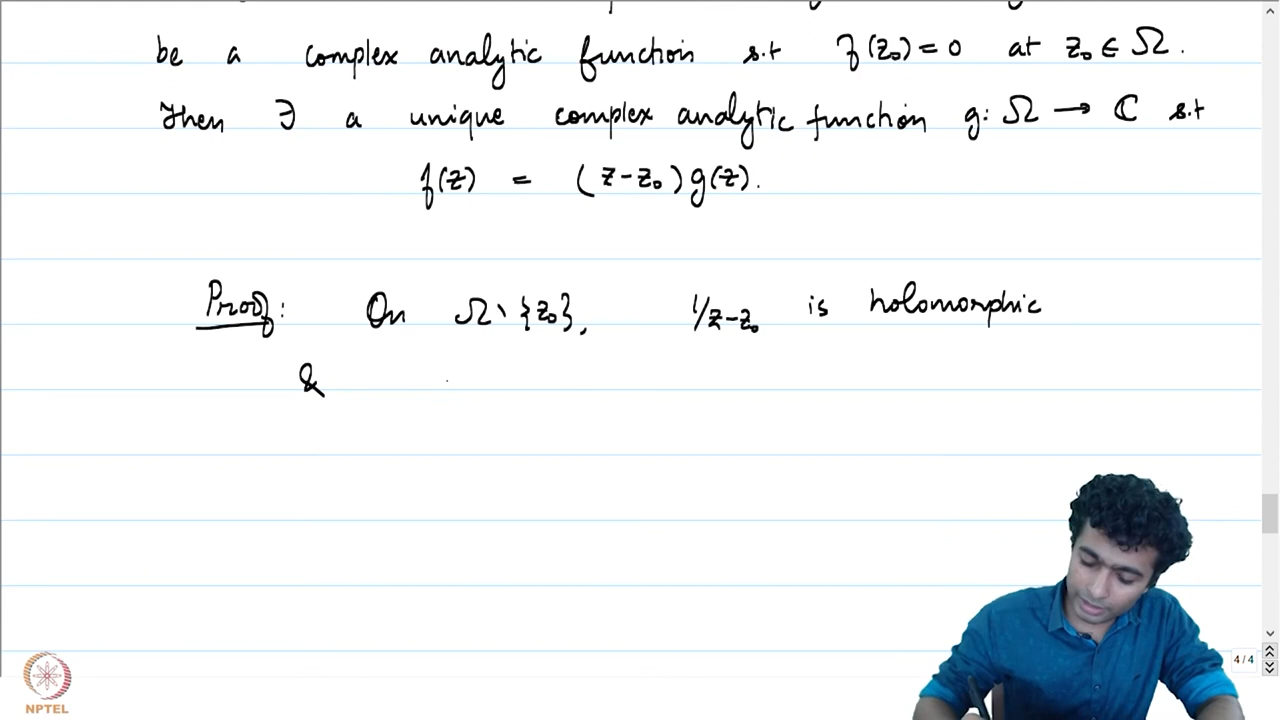 be a complex analytic function s.t f(z₀) = 0 at z₀ ∈ Ω.
Then ∃ a unique complex analytic function g: Ω → ℂ s.t
f(z) = (z-z₀) g(z).
Proof: On Ω \ {z₀}, 1/z-z₀ is holomorphic
&
4 / 4
NPTEL